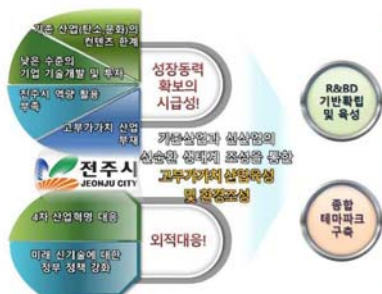 기존 산업(탄소,문화)의
컨텐츠 한계
낮은 수준의
기업 기술개발 및 투자
전주시 역량 활용
부족
고부가가치 산업
부재
성장동력
확보의
시급성!
전주시
JEONJU CITY
4차 산업혁명 대응
미래 신기술에 대한
정부 정책 강화
외적대응!
기존산업과 신산업의
선순환 생태계 조성을 통한
고부가가치 산업육성
및 환경조성
R&BD
기반확립
및 육성
종합
테마파크
구축